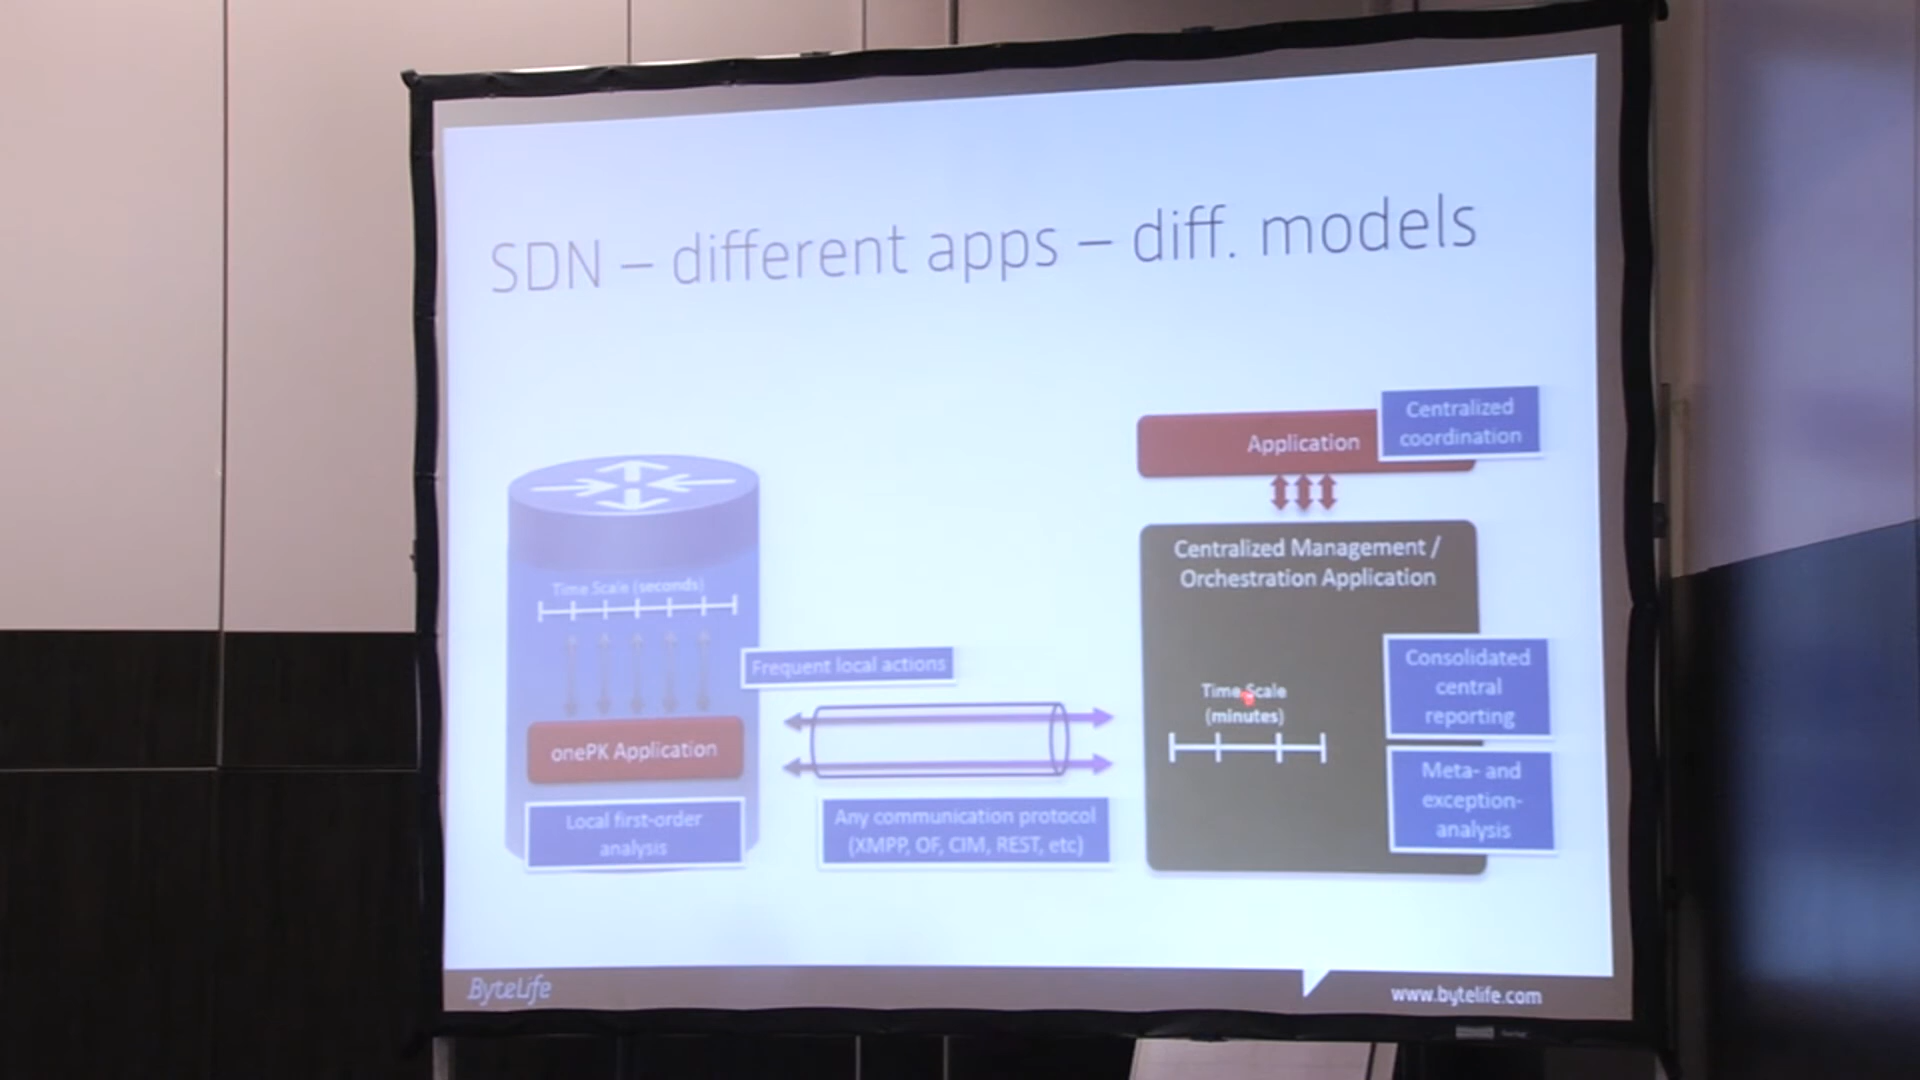 SDN – different apps – diff. models
Centralized
coordination
Application
Centralized Management /
Orchestration Application
Time Scale (seconds)
Frequent local actions
Consolidated
central
reporting
Time Scale
(minutes)
onePK Application
Meta- and
exception-
analysis
Local first-order
analysis
Any communication protocol
(XMPP, OF, CIM, REST, etc)
ByteLife
www.bytelife.com